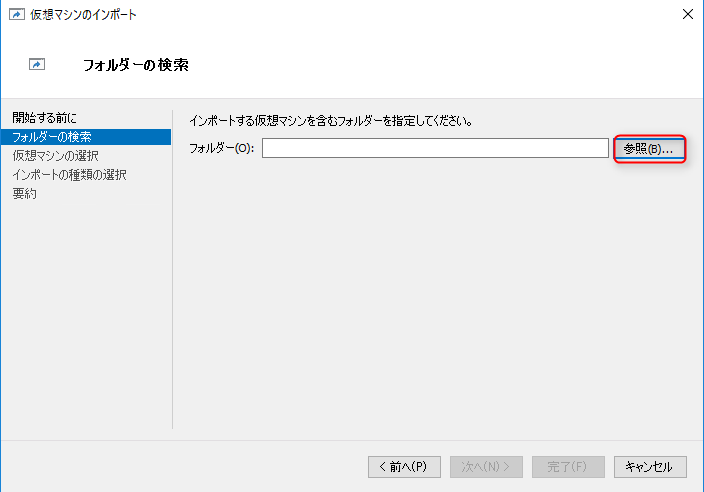 仮想マシンのインポート
フォルダーの検索
開始する前に
フォルダーの検索
仮想マシンの選択
インポートの種類の選択
要約
インポートする仮想マシンを含むフォルダーを指定してください。
フォルダー(O):
参照(B)...
< 前へ(P)
次へ(N) >
完了(F)
キャンセル